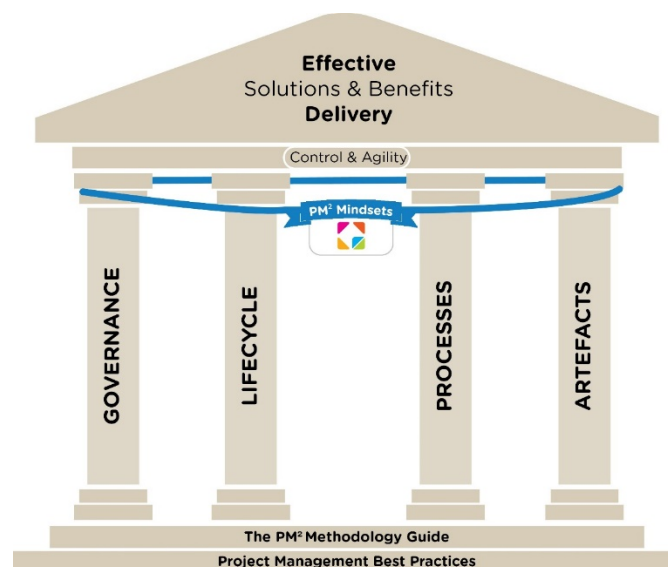 Effective
Solutions & Benefits
Delivery
Control & Agility
PM² Mindsets
GOVERNANCE
LIFECYCLE
PROCESSES
ARTEFACTS
The PM² Methodology Guide
Project Management Best Practices